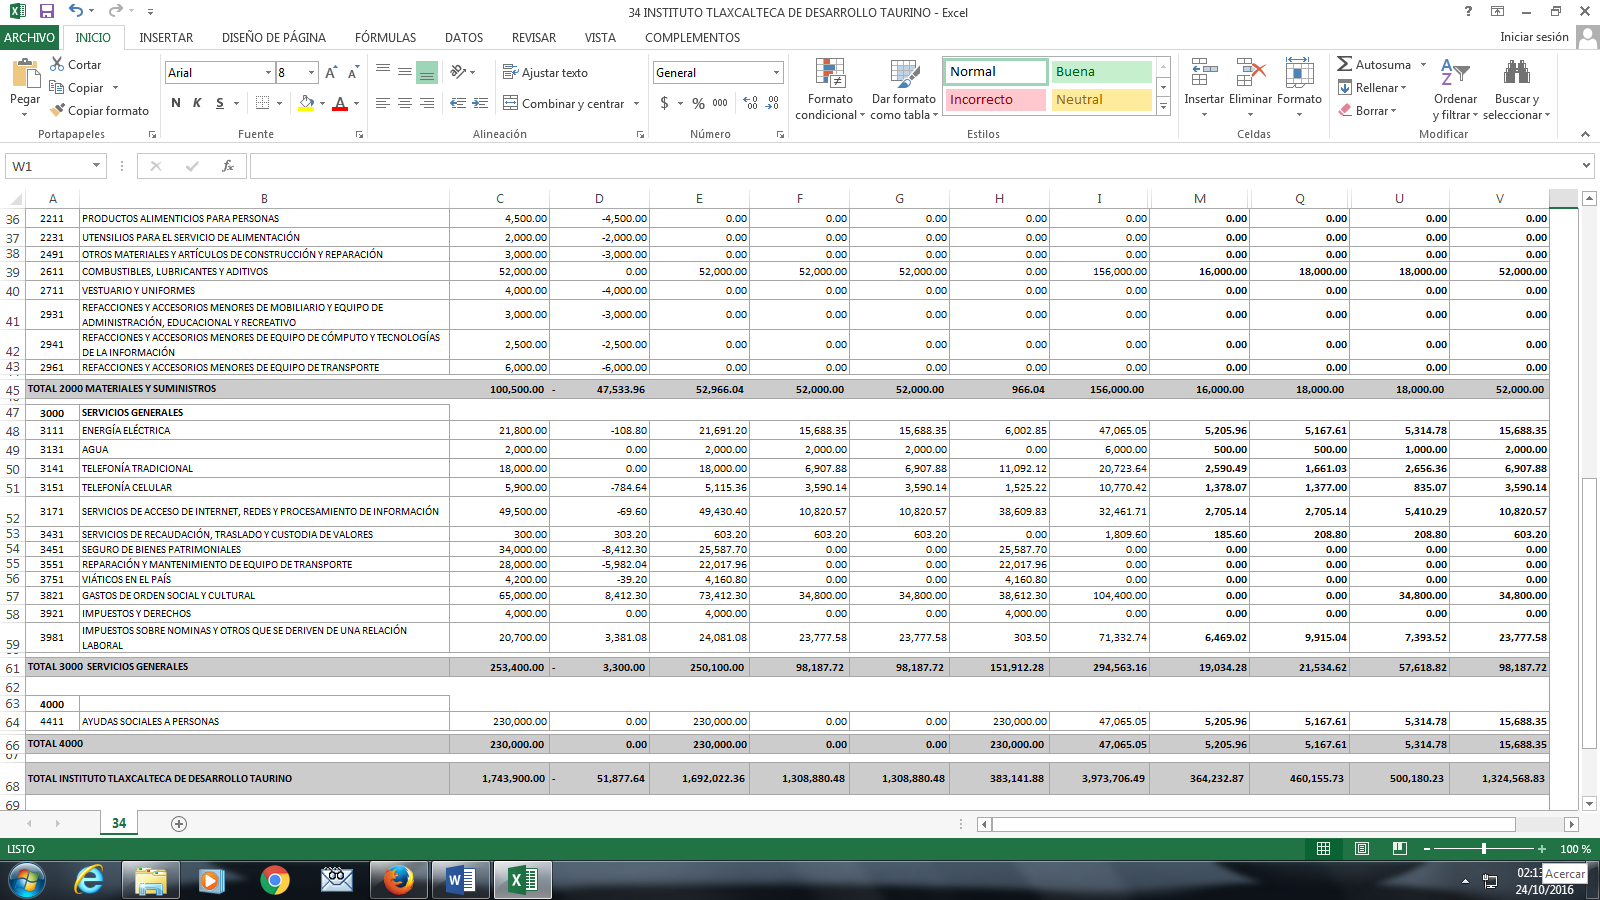 34 INSTITUTO TLAXCALTECA DE DESARROLLO TAURINO - Excel
ARCHIVO INICIO INSERTAR DISEÑO DE PÁGINA FÓRMULAS DATOS REVISAR VISTA COMPLEMENTOS Iniciar sesión
Pegar Cortar Copiar Copiar formato Portapapeles
Arial 8 N K S Fuente
Ajustar texto Combinar y centrar Alineación
General $ % 000 Número
Formato condicional Dar formato como tabla Normal Buena Incorrecto Neutral Estilos
Insertar Eliminar Formato Celdas
Autosuma Rellenar Borrar Ordenar y filtrar Buscar y seleccionar Modificar
W1 fx
A B C D E F G H I M Q U V
36 2211 PRODUCTOS ALIMENTICIOS PARA PERSONAS 4,500.00 -4,500.00 0.00 0.00 0.00 0.00 0.00 0.00 0.00 0.00 0.00
37 2231 UTENSILIOS PARA EL SERVICIO DE ALIMENTACIÓN 2,000.00 -2,000.00 0.00 0.00 0.00 0.00 0.00 0.00 0.00 0.00 0.00
38 2491 OTROS MATERIALES Y ARTÍCULOS DE CONSTRUCCIÓN Y REPARACIÓN 3,000.00 -3,000.00 0.00 0.00 0.00 0.00 0.00 0.00 0.00 0.00 0.00
39 2611 COMBUSTIBLES, LUBRICANTES Y ADITIVOS 52,000.00 0.00 52,000.00 52,000.00 52,000.00 0.00 156,000.00 16,000.00 18,000.00 18,000.00 52,000.00
40 2711 VESTUARIO Y UNIFORMES 4,000.00 -4,000.00 0.00 0.00 0.00 0.00 0.00 0.00 0.00 0.00 0.00
41 2931 REFACCIONES Y ACCESORIOS MENORES DE MOBILIARIO Y EQUIPO DE ADMINISTRACIÓN, EDUCACIONAL Y RECREATIVO 3,000.00 -3,000.00 0.00 0.00 0.00 0.00 0.00 0.00 0.00 0.00 0.00
42 2941 REFACCIONES Y ACCESORIOS MENORES DE EQUIPO DE CÓMPUTO Y TECNOLOGÍAS DE LA INFORMACIÓN 2,500.00 -2,500.00 0.00 0.00 0.00 0.00 0.00 0.00 0.00 0.00 0.00
43 2961 REFACCIONES Y ACCESORIOS MENORES DE EQUIPO DE TRANSPORTE 6,000.00 -6,000.00 0.00 0.00 0.00 0.00 0.00 0.00 0.00 0.00 0.00
45 TOTAL 2000 MATERIALES Y SUMINISTROS 100,500.00 - 47,533.96 52,966.04 52,000.00 52,000.00 966.04 156,000.00 16,000.00 18,000.00 18,000.00 52,000.00
47 3000 SERVICIOS GENERALES
48 3111 ENERGÍA ELÉCTRICA 21,800.00 -108.80 21,691.20 15,688.35 15,688.35 6,002.85 47,065.05 5,205.96 5,167.61 5,314.78 15,688.35
49 3131 AGUA 2,000.00 0.00 2,000.00 2,000.00 2,000.00 0.00 6,000.00 500.00 500.00 1,000.00 2,000.00
50 3141 TELEFONÍA TRADICIONAL 18,000.00 0.00 18,000.00 6,907.88 6,907.88 11,092.12 20,723.64 2,590.49 1,661.03 2,656.36 6,907.88
51 3151 TELEFONÍA CELULAR 5,900.00 -784.64 5,115.36 3,590.14 3,590.14 1,525.22 10,770.42 1,378.07 1,377.00 835.07 3,590.14
52 3171 SERVICIOS DE ACCESO DE INTERNET, REDES Y PROCESAMIENTO DE INFORMACIÓN 49,500.00 -69.60 49,430.40 10,820.57 10,820.57 38,609.83 32,461.71 2,705.14 2,705.14 5,410.29 10,820.57
53 3431 SERVICIOS DE RECAUDACIÓN, TRASLADO Y CUSTODIA DE VALORES 300.00 303.20 603.20 603.20 603.20 0.00 1,809.60 185.60 208.80 208.80 603.20
54 3451 SEGURO DE BIENES PATRIMONIALES 34,000.00 -8,412.30 25,587.70 0.00 0.00 25,587.70 0.00 0.00 0.00 0.00 0.00
55 3551 REPARACIÓN Y MANTENIMIENTO DE EQUIPO DE TRANSPORTE 28,000.00 -5,982.04 22,017.96 0.00 0.00 22,017.96 0.00 0.00 0.00 0.00 0.00
56 3751 VIÁTICOS EN EL PAÍS 4,200.00 -39.20 4,160.80 0.00 0.00 4,160.80 0.00 0.00 0.00 0.00 0.00
57 3821 GASTOS DE ORDEN SOCIAL Y CULTURAL 65,000.00 8,412.30 73,412.30 34,800.00 34,800.00 38,612.30 104,400.00 0.00 0.00 34,800.00 34,800.00
58 3921 IMPUESTOS Y DERECHOS 4,000.00 0.00 4,000.00 0.00 0.00 4,000.00 0.00 0.00 0.00 0.00 0.00
59 3981 IMPUESTOS SOBRE NOMINAS Y OTROS QUE SE DERIVEN DE UNA RELACIÓN LABORAL 20,700.00 3,381.08 24,081.08 23,777.58 23,777.58 303.50 71,332.74 6,469.02 9,915.04 7,393.52 23,777.58
61 TOTAL 3000 SERVICIOS GENERALES 253,400.00 - 3,300.00 250,100.00 98,187.72 98,187.72 151,912.28 294,563.16 19,034.28 21,534.62 57,618.82 98,187.72
62
63 4000
64 4411 AYUDAS SOCIALES A PERSONAS 230,000.00 0.00 230,000.00 0.00 0.00 230,000.00 47,065.05 5,205.96 5,167.61 5,314.78 15,688.35
66 TOTAL 4000 230,000.00 0.00 230,000.00 0.00 0.00 230,000.00 47,065.05 5,205.96 5,167.61 5,314.78 15,688.35
67
68 TOTAL INSTITUTO TLAXCALTECA DE DESARROLLO TAURINO 1,743,900.00 - 51,877.64 1,692,022.36 1,308,880.48 1,308,880.48 383,141.88 3,973,706.49 364,232.87 460,155.73 500,180.23 1,324,568.83
69
34
LISTO 100 %
02:13 Acercar
24/10/2016